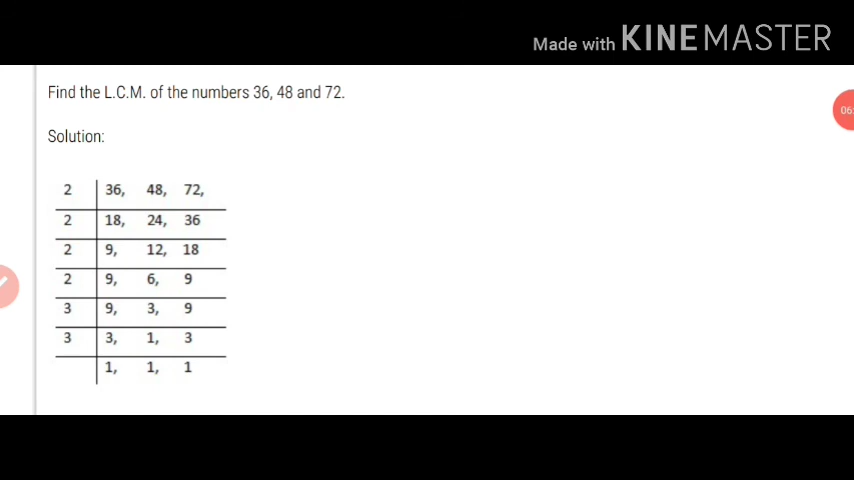 Made with KINEMASTER
Find the L.C.M. of the numbers 36, 48 and 72.
06:
Solution:
2 36, 48, 72,
2 18, 24, 36
2 9, 12, 18
2 9, 6, 9
3 9, 3, 9
3 3, 1, 3
1, 1, 1